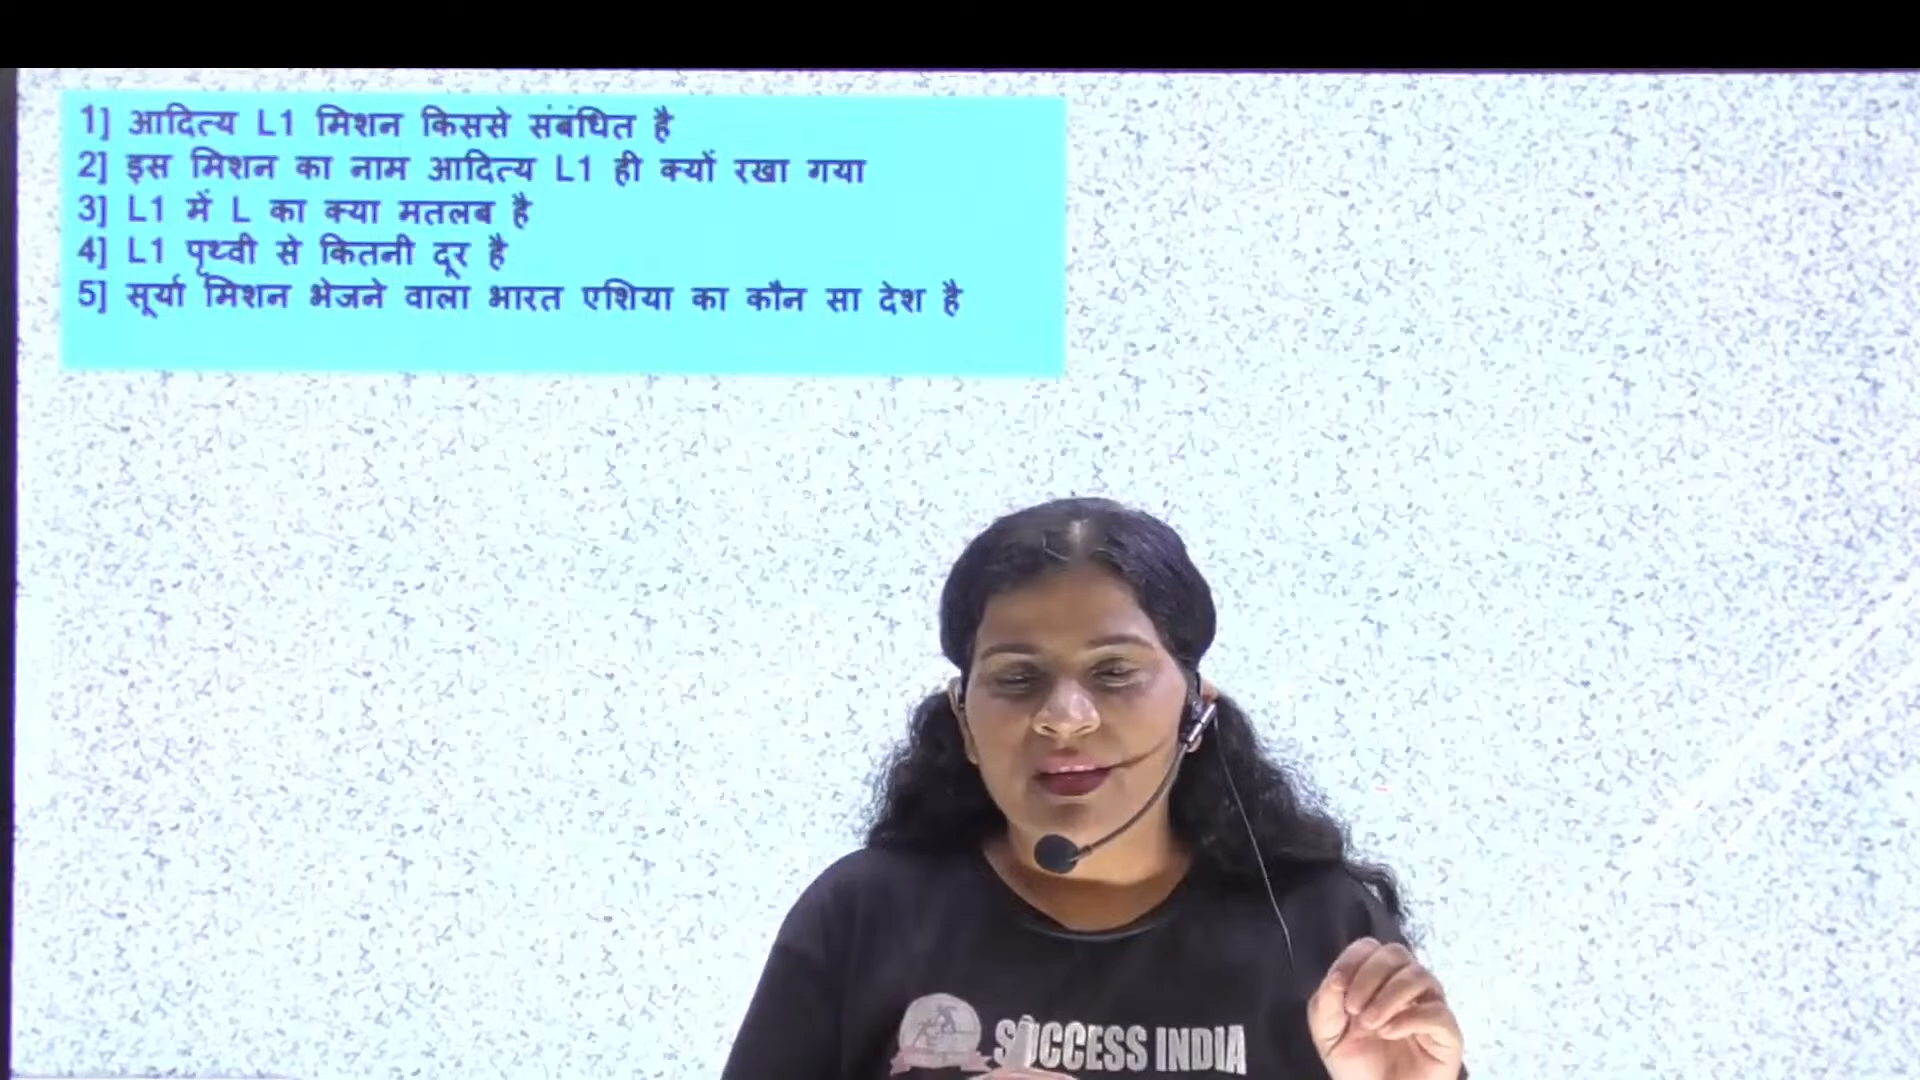 1] आदित्य L1 मिशन किससे संबंधित है
2] इस मिशन का नाम आदित्य L1 ही क्यों रखा गया
3] L1 में L का क्या मतलब है
4] L1 पृथ्वी से कितनी दूर है
5] सूर्या मिशन भेजने वाला भारत एशिया का कौन सा देश है
SUCCESS INDIA